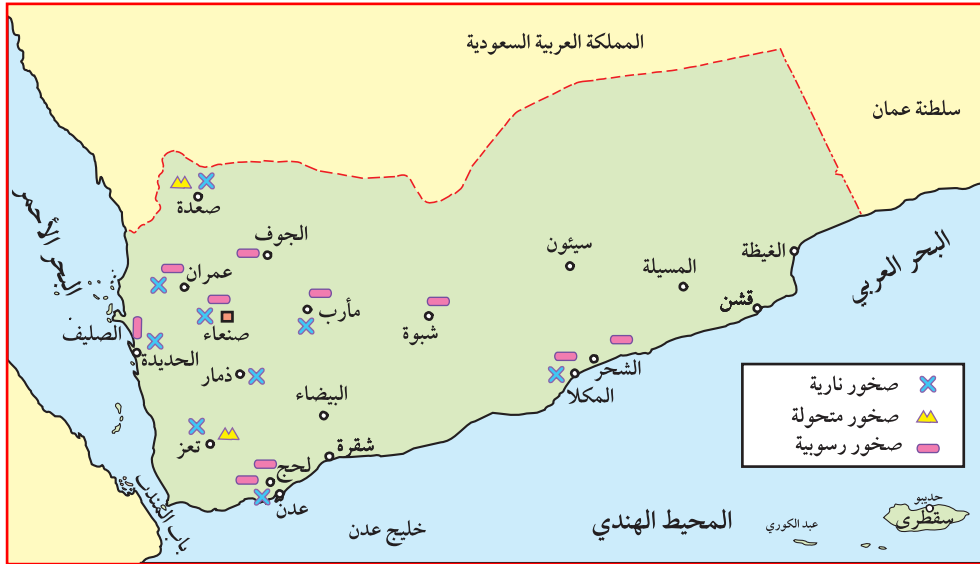 المملكة العربية السعودية
سلطنة عمان
البحر الأحمر
البحر العربي
صعدة
الجوف
سيئون
الغيظة
عمران
المسيلة
مأرب
قشن
شبوة
صنعاء
الصليف
الحديدة
الشحر
ذمار
المكلا
البيضاء
تعز
شقرة
لحج
عدن
باب المندب
خليج عدن
المحيط الهندي
عبد الكوري
حديبو
سقطرى
صخور نارية
صخور متحولة
صخور رسوبية